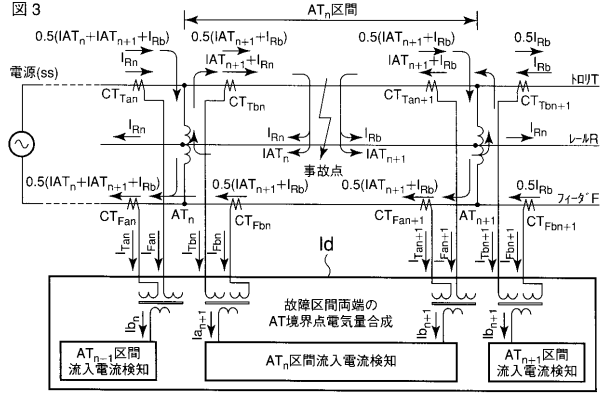 図3
ATn区間
0.5(IATn+IATn+1+IRb)
0.5(IATn+1+IRb)
0.5(IATn+1+IRb)
0.5IRb
IRn
IATn+1+IRn
IATn+1
IRb
電源(ss)
CTTan
CTTbn
CTTan+1
CTTbn+1
トロリT
IRn
IRn
IRb
IRn
レールR
IATn
IATn+1
事故点
0.5(IATn+IATn+1+IRb)
0.5(IATn+1+IRb)
0.5(IATn+1+IRb)
0.5IRb
フィーダF
CTFan
ATn
CTFbn
CTFan+1
ATn+1
CTFbn+1
Id
ITan
IFan
ITbn
IFbn
ITan+1
IFan+1
ITbn+1
IFbn+1
故障区間両端の
AT境界点電気量合成
Ibn
Ian+1
Ibn+1
Ibn+1
ATn−1区間
流入電流検知
ATn区間流入電流検知
ATn+1区間
流入電流検知